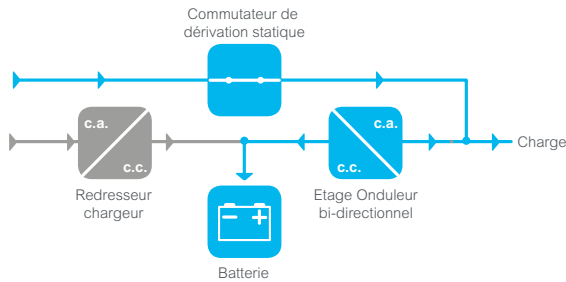 Commutateur de
dérivation statique
c.a.
c.c.
Redresseur
chargeur
c.a.
c.c.
Etage Onduleur
bi-directionnel
Charge
Batterie